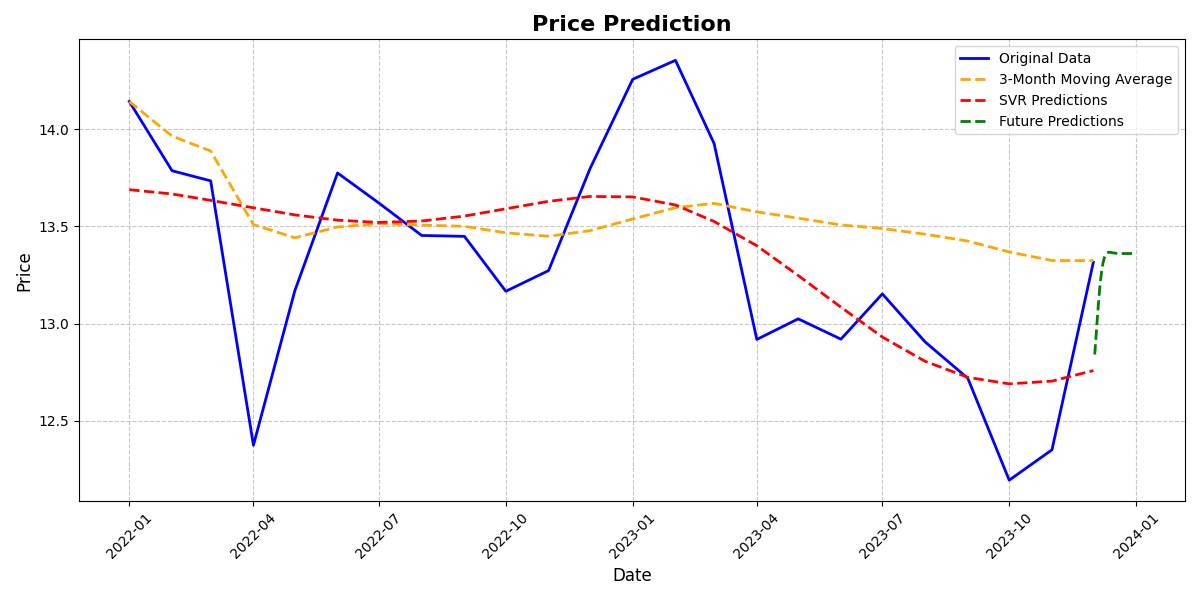 Price Prediction
Original Data
3-Month Moving Average
SVR Predictions
Future Predictions
Price
14.0
13.5
13.0
12.5
2022-01
2022-04
2022-07
2022-10
2023-01
2023-04
2023-07
2023-10
2024-01
Date